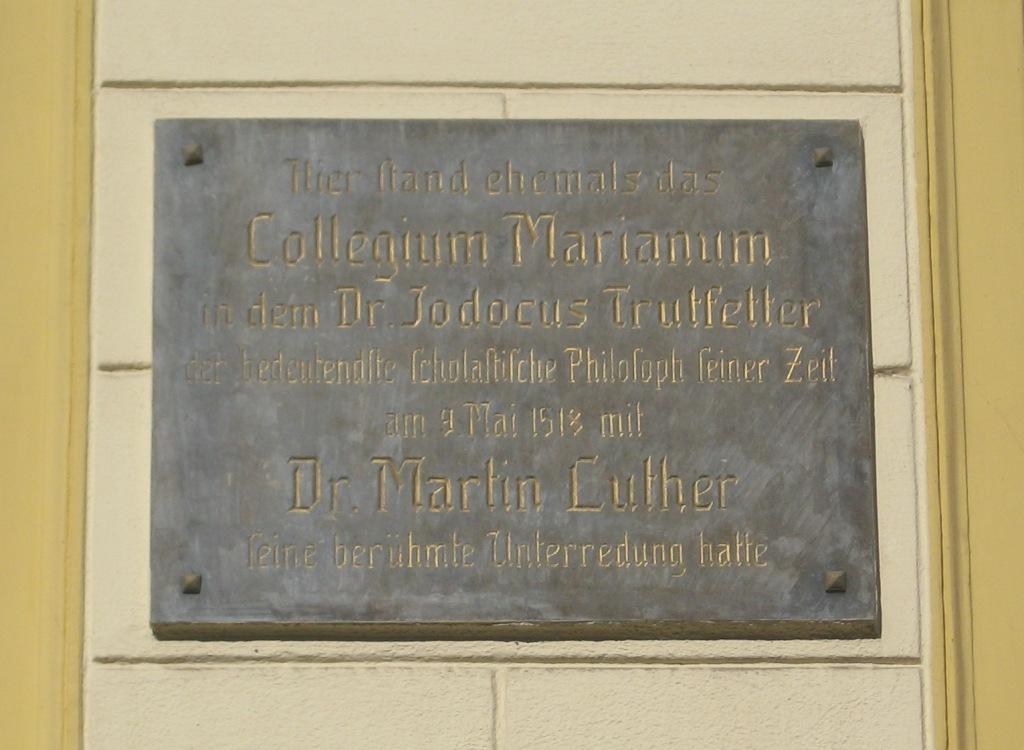 Hier ſtand ehemals das
Collegium Marianum
in dem Dr. Jodocus Trutfetter
der bedeutendſte ſcholaſtiſche Philoſoph ſeiner Zeit
am 9. Mai 1518 mit
Dr. Martin Luther
ſeine berühmte Unterredung hatte